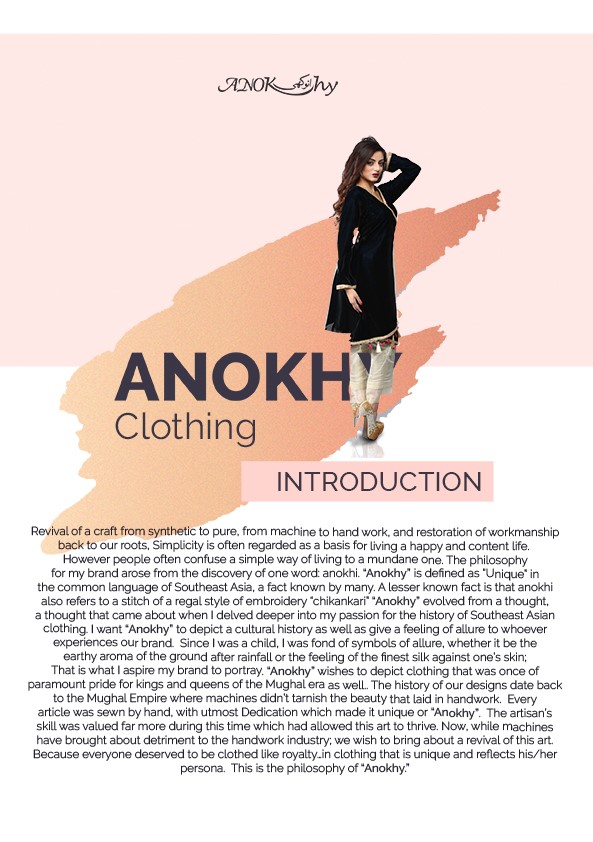 ANOKانوکھیhy
ANOKHY
Clothing
INTRODUCTION
Revival of a craft from synthetic to pure, from machine to hand work, and restoration of workmanship
back to our roots, Simplicity is often regarded as a basis for living a happy and content life.
However people often confuse a simple way of living to a mundane one. The philosophy
for my brand arose from the discovery of one word: anokhi. “Anokhy” is defined as "Unique" in
the common language of Southeast Asia, a fact known by many. A lesser known fact is that anokhi
also refers to a stitch of a regal style of embroidery "chikankari" “Anokhy” evolved from a thought,
a thought that came about when I delved deeper into my passion for the history of Southeast Asian
clothing. I want “Anokhy” to depict a cultural history as well as give a feeling of allure to whoever
experiences our brand. Since I was a child, I was fond of symbols of allure, whether it be the
earthy aroma of the ground after rainfall or the feeling of the finest silk against one’s skin;
That is what I aspire my brand to portray. “Anokhy” wishes to depict clothing that was once of
paramount pride for kings and queens of the Mughal era as well.. The history of our designs date back
to the Mughal Empire where machines didn’t tarnish the beauty that laid in handwork. Every
article was sewn by hand, with utmost Dedication which made it unique or “Anokhy”. The artisan’s
skill was valued far more during this time which had allowed this art to thrive. Now, while machines
have brought about detriment to the handwork industry; we wish to bring about a revival of this art.
Because everyone deserved to be clothed like royalty…in clothing that is unique and reflects his/her
persona. This is the philosophy of “Anokhy.”